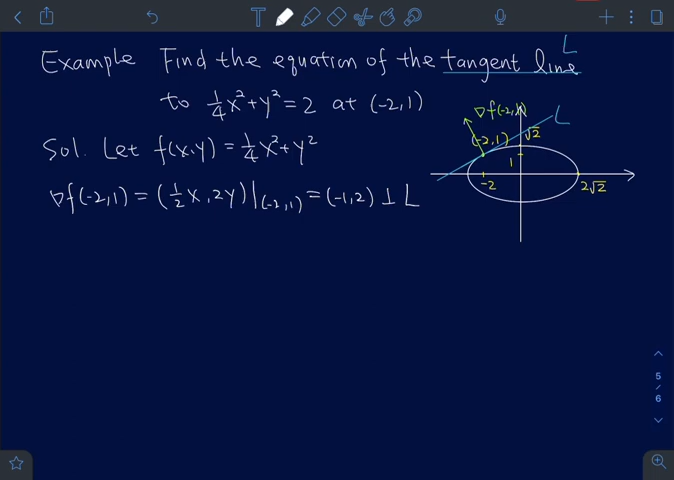 Example Find the equation of the tangent line L
to 1/4 x² + y² = 2 at (-2,1)
Sol. Let f(x,y) = 1/4 x² + y²
∇f(-2,1) = (1/2 x, 2y)|(-2,1) = (-1,2) ⊥ L
∇f(-2,1)
L
(-2,1)
√2
1
-2
2√2
5
/
6
T